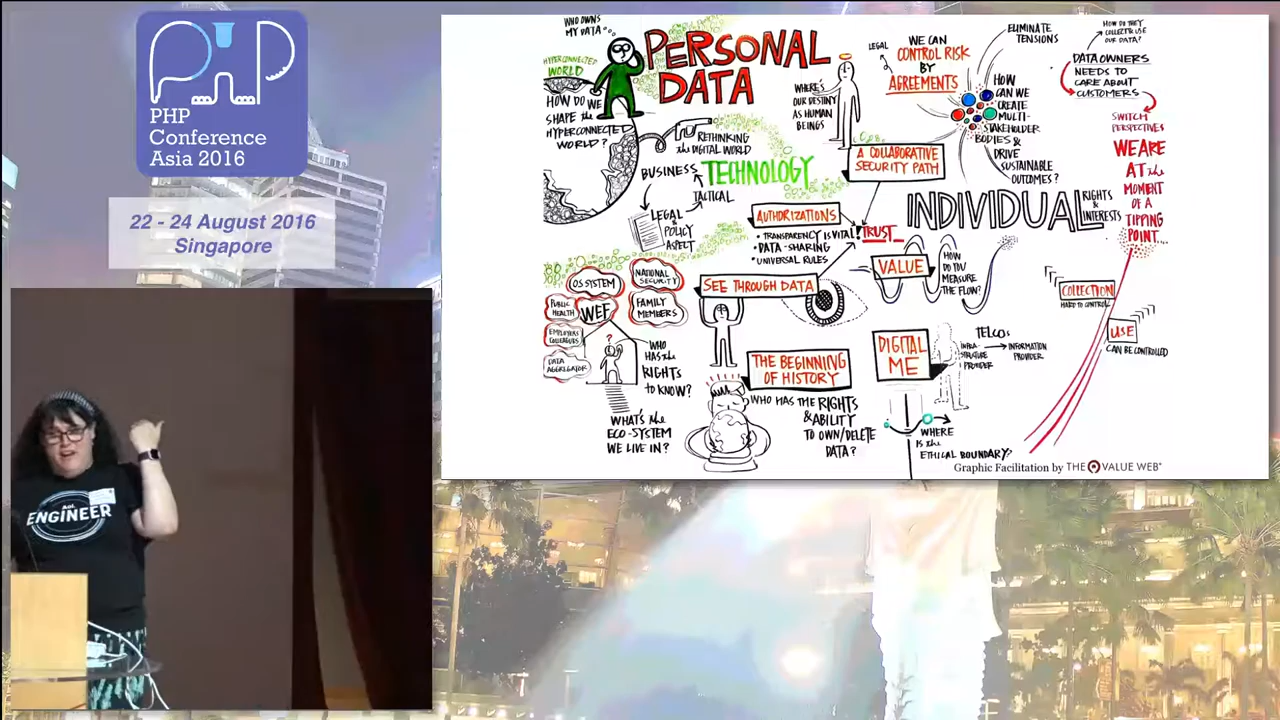 PHP
Conference
Asia 2016
22 - 24 August 2016
Singapore
AOL
ENGINEER
WHO OWNS
MY DATA...
PERSONAL
DATA
HYPERCONNECTED
WORLD
HOW DO WE
SHAPE the
HYPERCONNECTED
WORLD?
RETHINKING
the DIGITAL WORLD
BUSINESS
TECHNOLOGY
TACTICAL
LEGAL
& POLICY
ASPECT
WHERE'S
OUR DESTINY
AS HUMAN
BEINGS
LEGAL
WE CAN
CONTROL RISK
BY
AGREEMENTS
A COLLABORATIVE
SECURITY PATH
ELIMINATE
TENSIONS
HOW
CAN WE
CREATE
MULTI-
STAKEHOLDER
BODIES &
DRIVE
SUSTAINABLE
OUTCOMES?
HOW DO THEY
COLLECT & USE
OUR DATA?
DATA OWNERS
NEEDS TO
CARE ABOUT
CUSTOMERS
SWITCH
PERSPECTIVES
WE ARE
AT the
MOMENT
OF A
TIPPING
POINT...
AUTHORIZATIONS
• TRANSPARENCY IS VITAL!
• DATA-SHARING
• UNIVERSAL RULES
TRUST
INDIVIDUAL
RIGHTS
&
INTERESTS
VALUE
HOW
DO YOU
MEASURE
THE FLOW?
SEE THROUGH DATA
OS SYSTEM
NATIONAL
SECURITY
PUBLIC
HEALTH
WEF
FAMILY
MEMBERS
EMPLOYERS
COLLEAGUES
DATA
AGGREGATOR
?
WHO
HAS the
RIGHTS
TO KNOW?
WHAT'S the
ECO-SYSTEM
WE LIVE IN?
THE BEGINNING
OF HISTORY
WHO HAS the RIGHTS
& ABILITY
TO OWN/DELETE
DATA?
DIGITAL
ME
TELCOs
INFRA-
STRUCTURE
PROVIDER
INFORMATION
PROVIDER
WHERE
IS the
ETHICAL BOUNDARY?
COLLECTION
HARD TO CONTROL
USE
CAN BE CONTROLLED
Graphic Facilitation by THE VALUE WEB